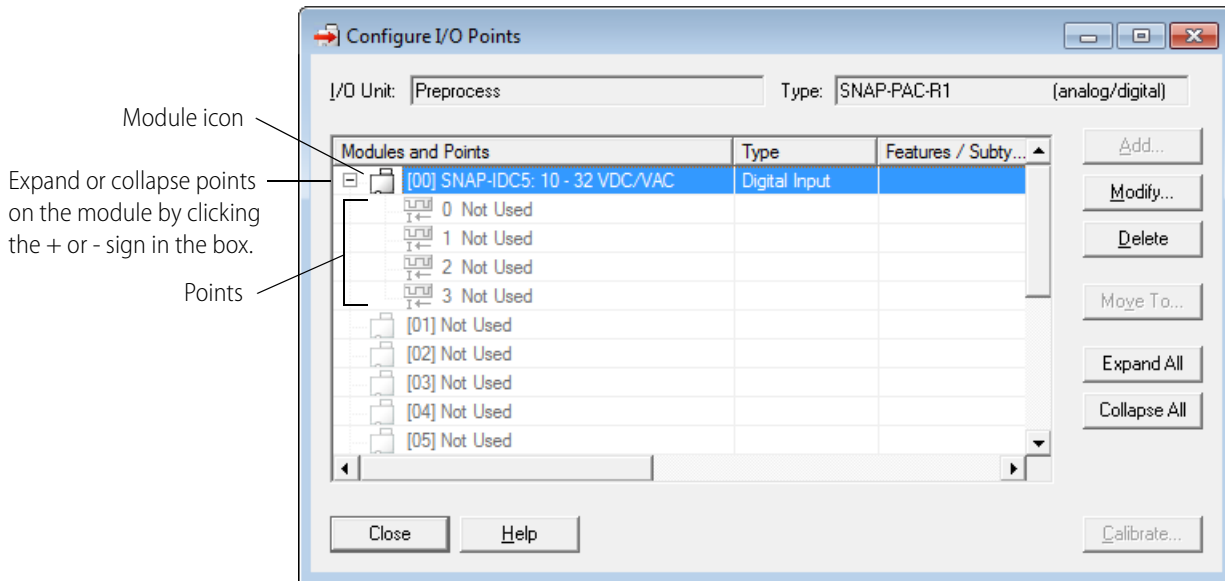 Configure I/O Points
I/O Unit: Preprocess Type: SNAP-PAC-R1 (analog/digital)
Module icon
Expand or collapse points
on the module by clicking
the + or - sign in the box.
Points
Modules and Points Type Features / Subty...
[00] SNAP-IDC5: 10 - 32 VDC/VAC Digital Input
0 Not Used
1 Not Used
2 Not Used
3 Not Used
[01] Not Used
[02] Not Used
[03] Not Used
[04] Not Used
[05] Not Used
Add...
Modify...
Delete
Move To...
Expand All
Collapse All
Close Help Calibrate...